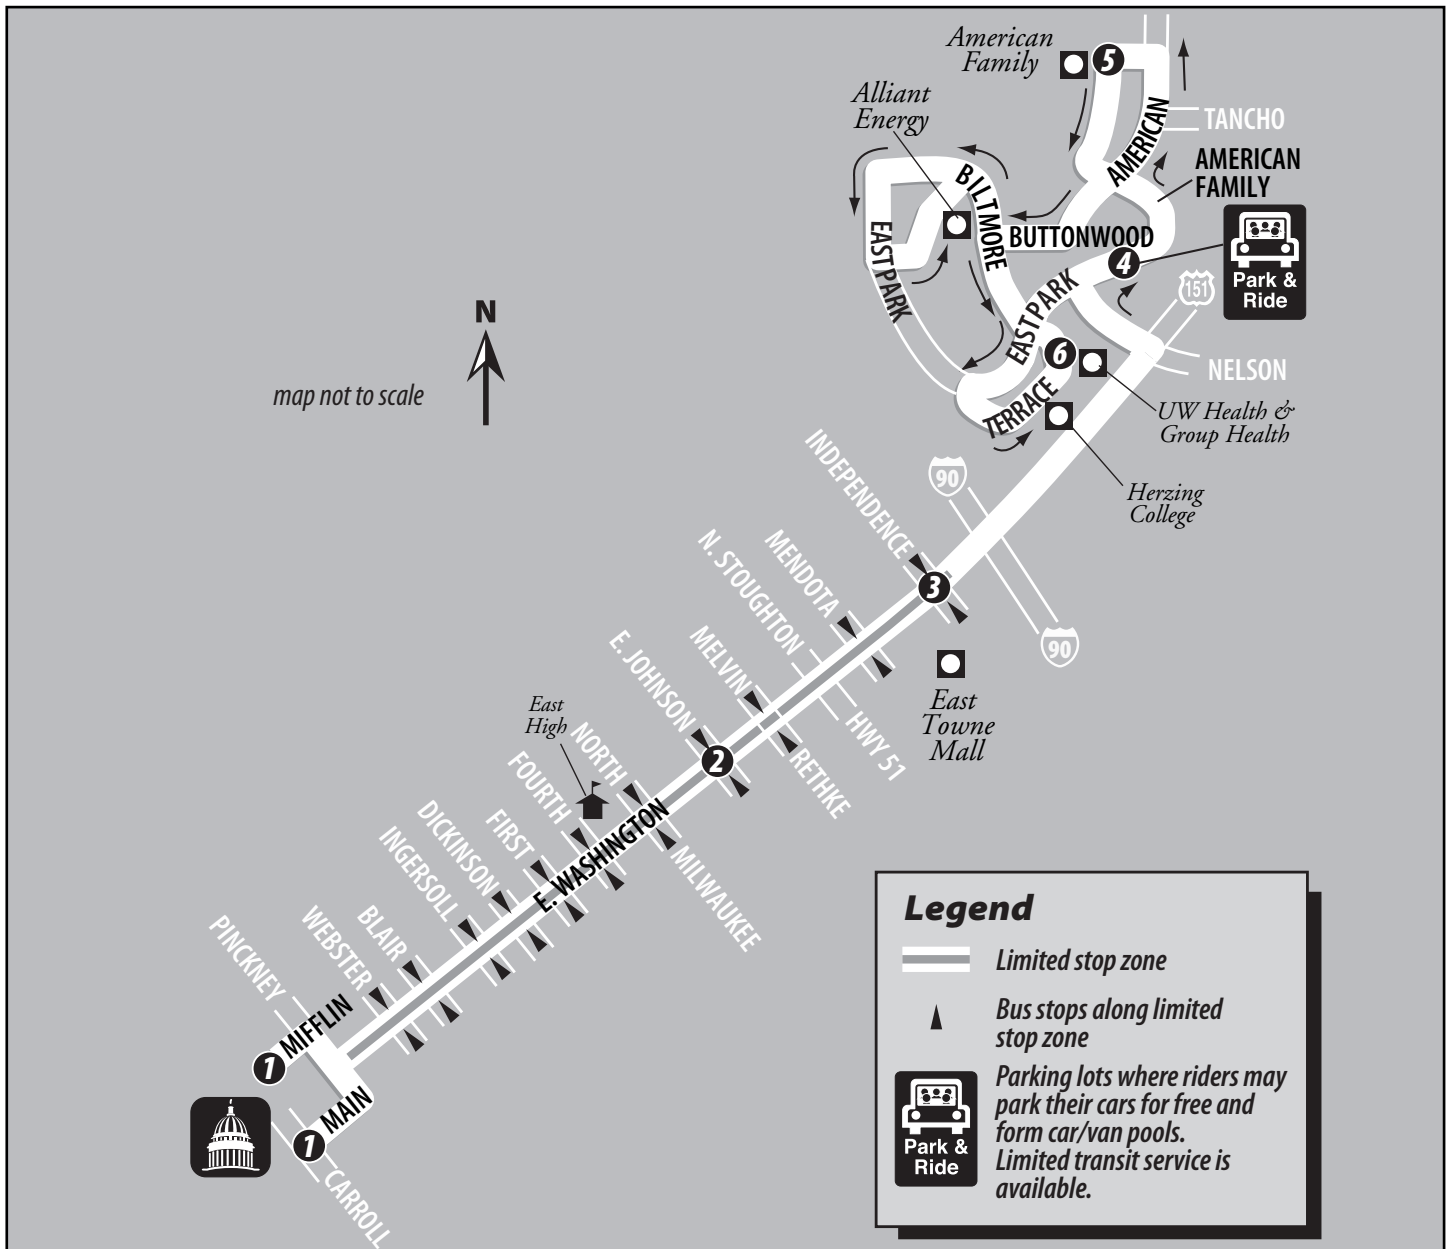 American
Family
5
Alliant
Energy
TANCHO
AMERICAN
AMERICAN
FAMILY
BILTMORE
BUTTONWOOD
EASTPARK
4
Park &
Ride
151
EASTPARK
6
NELSON
TERRACE
UW Health &
Group Health
N
map not to scale
Herzing
College
90
INDEPENDENCE
3
MENDOTA
N. STOUGHTON
90
MELVIN
E. JOHNSON
East
Towne
Mall
HWY 51
2
RETHKE
East
High
NORTH
FOURTH
FIRST
E. WASHINGTON
MILWAUKEE
DICKINSON
INGERSOLL
BLAIR
WEBSTER
PINCKNEY
MIFFLIN
1
MAIN
1
CARROLL
Legend
Limited stop zone
Bus stops along limited
stop zone
Park &
Ride
Parking lots where riders may
park their cars for free and
form car/van pools.
Limited transit service is
available.